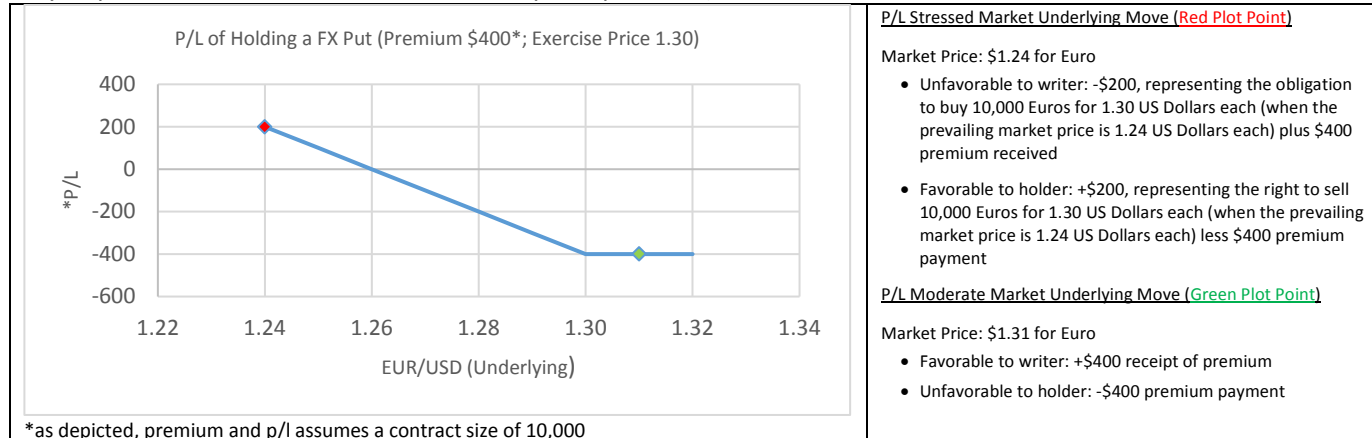 P/L of Holding a FX Put (Premium $400*; Exercise Price 1.30)
400
200
0
-200
-400
-600
*P/L
1.22 1.24 1.26 1.28 1.30 1.32 1.34
EUR/USD (Underlying)
*as depicted, premium and p/l assumes a contract size of 10,000
P/L Stressed Market Underlying Move (Red Plot Point)
Market Price: $1.24 for Euro
• Unfavorable to writer: -$200, representing the obligation
to buy 10,000 Euros for 1.30 US Dollars each (when the
prevailing market price is 1.24 US Dollars each) plus $400
premium received
• Favorable to holder: +$200, representing the right to sell
10,000 Euros for 1.30 US Dollars each (when the prevailing
market price is 1.24 US Dollars each) less $400 premium
payment
P/L Moderate Market Underlying Move (Green Plot Point)
Market Price: $1.31 for Euro
• Favorable to writer: +$400 receipt of premium
• Unfavorable to holder: -$400 premium payment